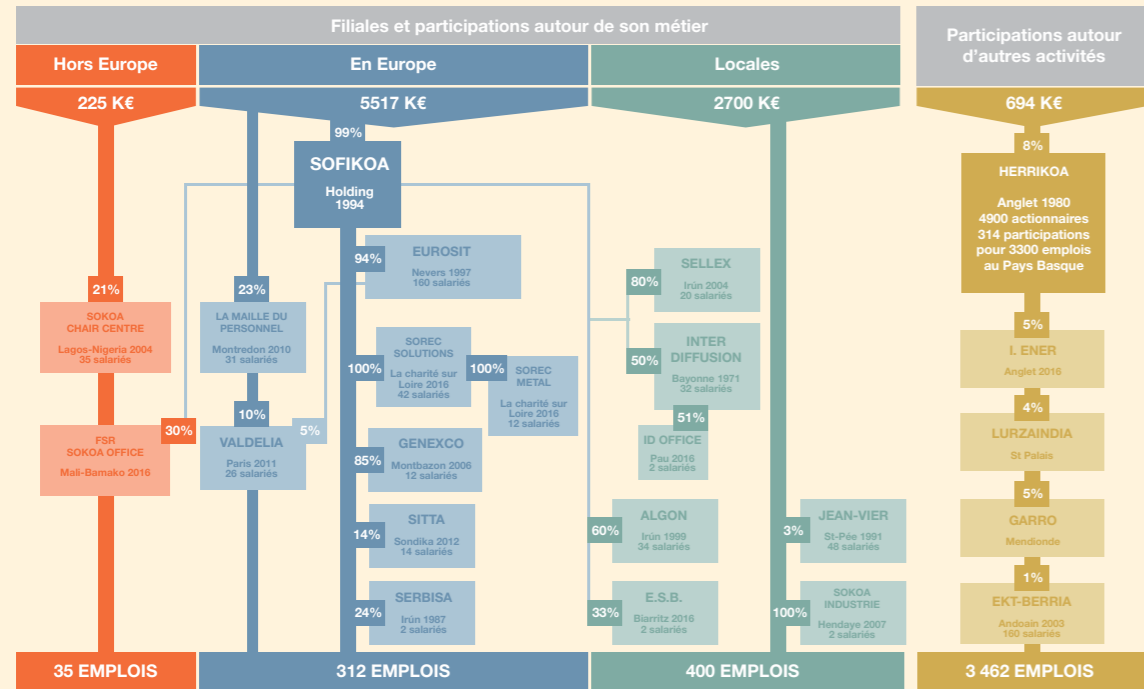 Filiales et participations autour de son métier
Participations autour
d'autres activités
Hors Europe
En Europe
Locales
225 K€
5517 K€
2700 K€
694 K€
99%
SOFIKOA
Holding
1994
21%
SOKOA
CHAIR CENTRE
Lagos-Nigeria 2004
35 salariés
30%
FSR
SOKOA OFFICE
Mali-Bamako 2016
23%
LA MAILLE DU
PERSONNEL
Montredon 2010
31 salariés
10%
VALDELIA
Paris 2011
26 salariés
5%
94%
EUROSIT
Nevers 1997
160 salariés
100%
SOREC
SOLUTIONS
La charité sur
Loire 2016
42 salariés
100%
SOREC
METAL
La charité sur
Loire 2016
12 salariés
85%
GENEXCO
Montbazon 2006
12 salariés
14%
SITTA
Sondika 2012
14 salariés
24%
SERBISA
Irún 1987
2 salariés
80%
SELLEX
Irún 2004
20 salariés
50%
INTER
DIFFUSION
Bayonne 1971
32 salariés
51%
ID OFFICE
Pau 2016
2 salariés
60%
ALGON
Irún 1999
34 salariés
33%
E.S.B.
Biarritz 2016
2 salariés
3%
JEAN-VIER
St-Pée 1991
48 salariés
100%
SOKOA
INDUSTRIE
Hendaye 2007
2 salariés
8%
HERRIKOA
Anglet 1980
4900 actionnaires
314 participations
pour 3300 emplois
au Pays Basque
5%
I. ENER
Anglet 2016
4%
LURZAINDIA
St Palais
5%
GARRO
Mendionde
1%
EKT-BERRIA
Andoain 2003
160 salariés
35 EMPLOIS
312 EMPLOIS
400 EMPLOIS
3 462 EMPLOIS